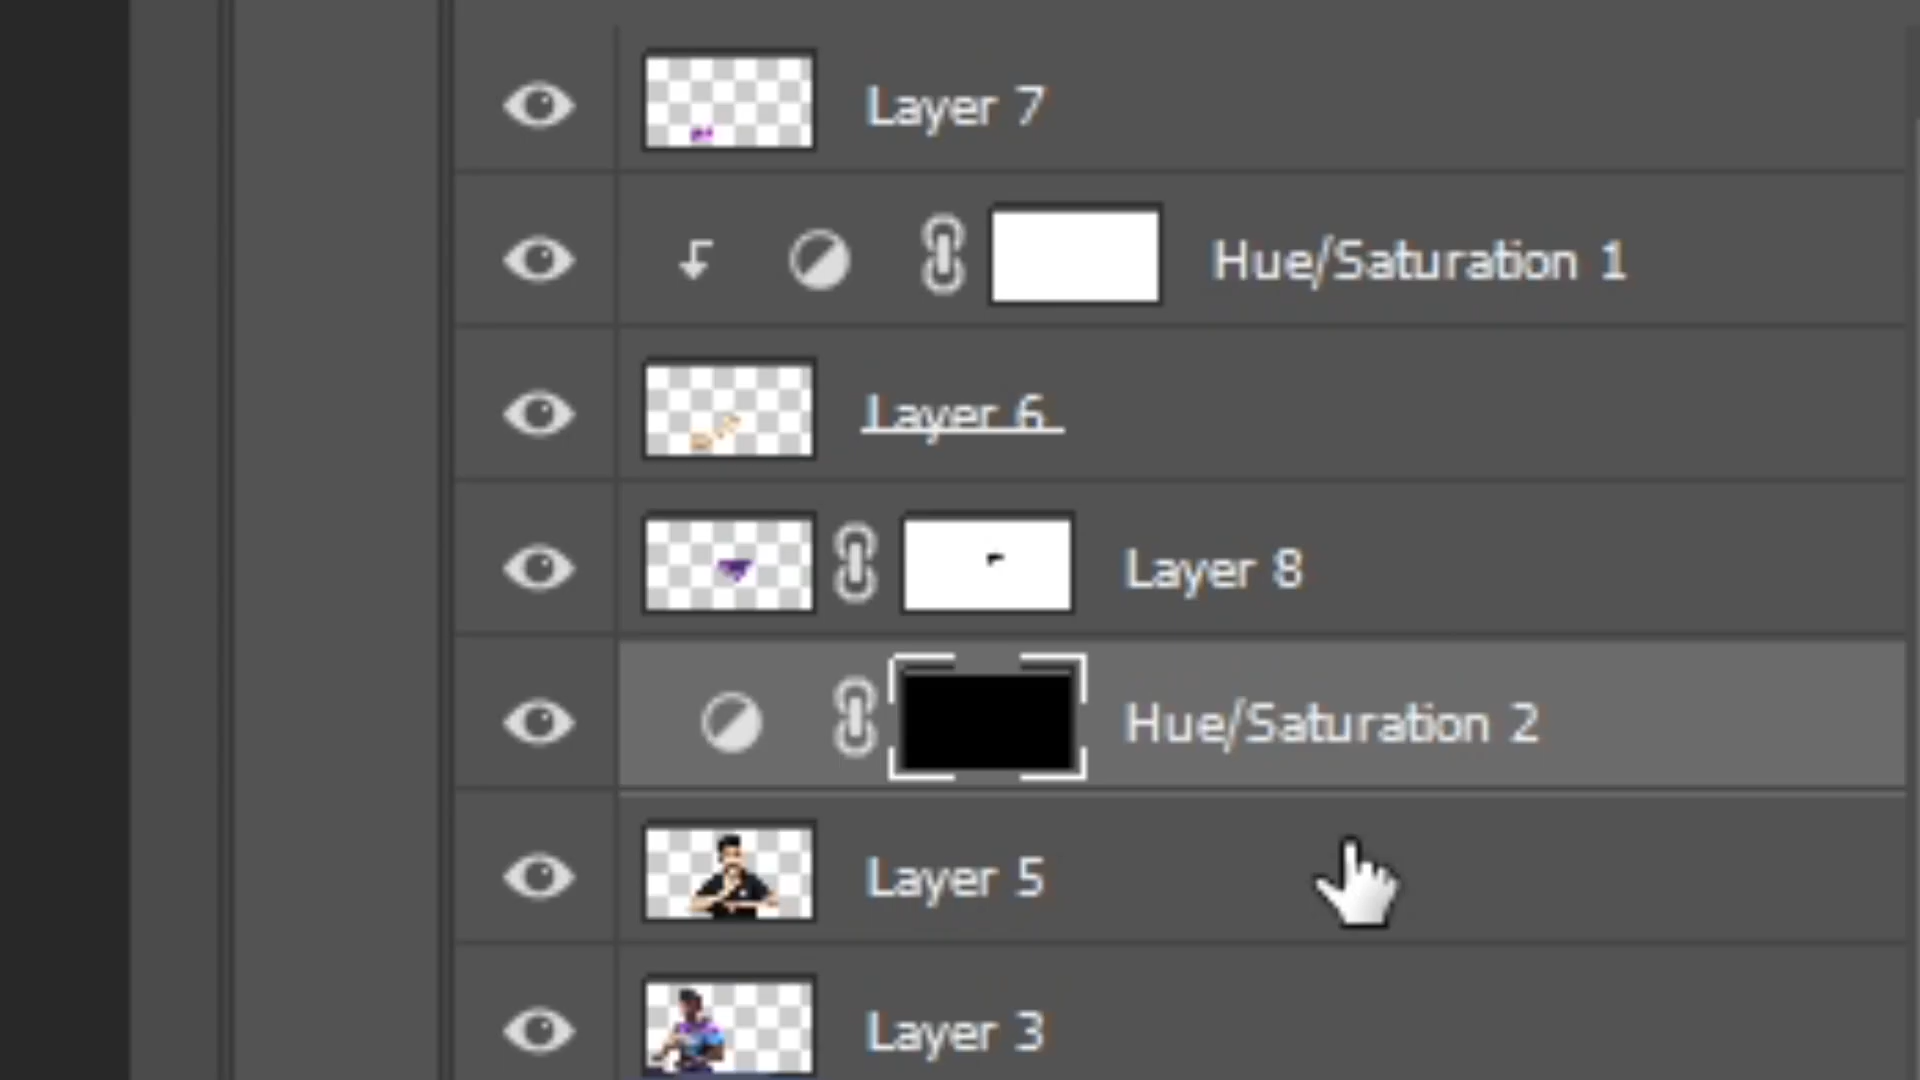 Layer 7
Hue/Saturation 1
Layer 6
Layer 8
Hue/Saturation 2
Layer 5
Layer 3